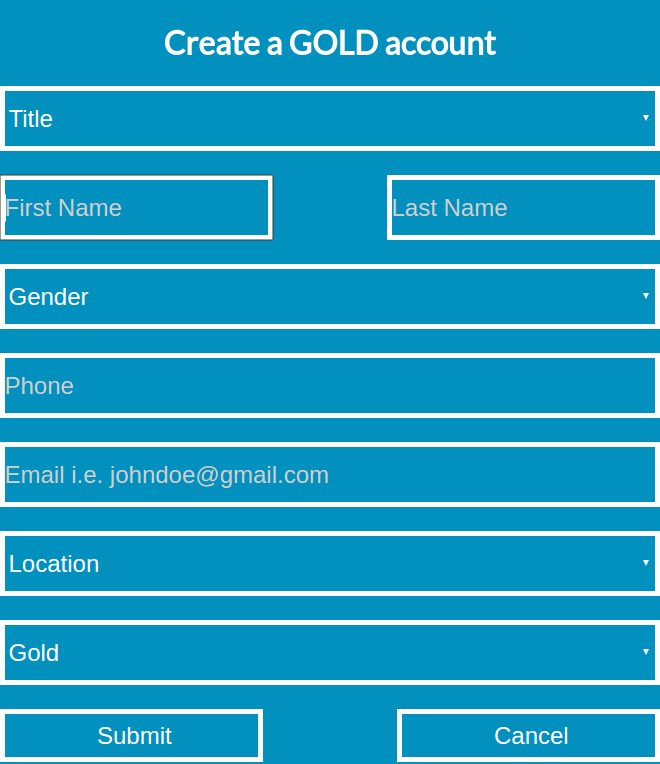 Create a GOLD account
Title
First Name
Last Name
Gender
Phone
Email i.e. johndoe@gmail.com
Location
Gold
Submit
Cancel